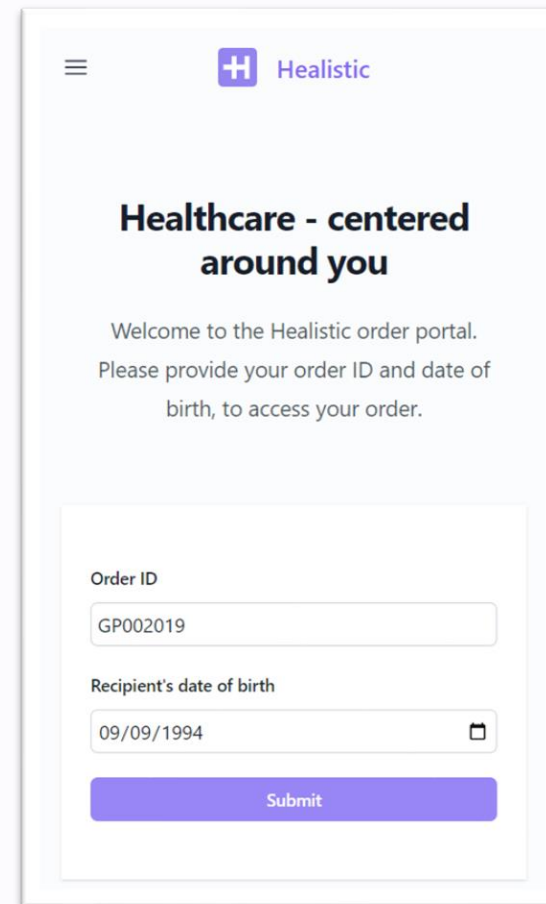 Healistic
Healthcare - centered
around you
Welcome to the Healistic order portal.
Please provide your order ID and date of
birth, to access your order.
Order ID
GP002019
Recipient's date of birth
09/09/1994
Submit